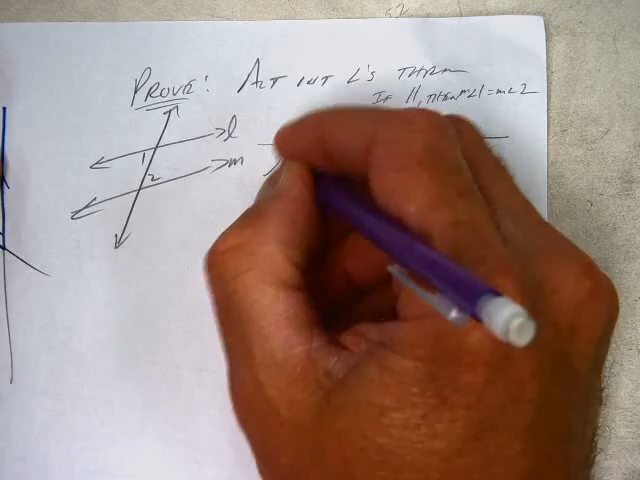 PROVE: ALT INT ∠'S THRM
IF ||, THEN m∠1=m∠2
l
1
m
2